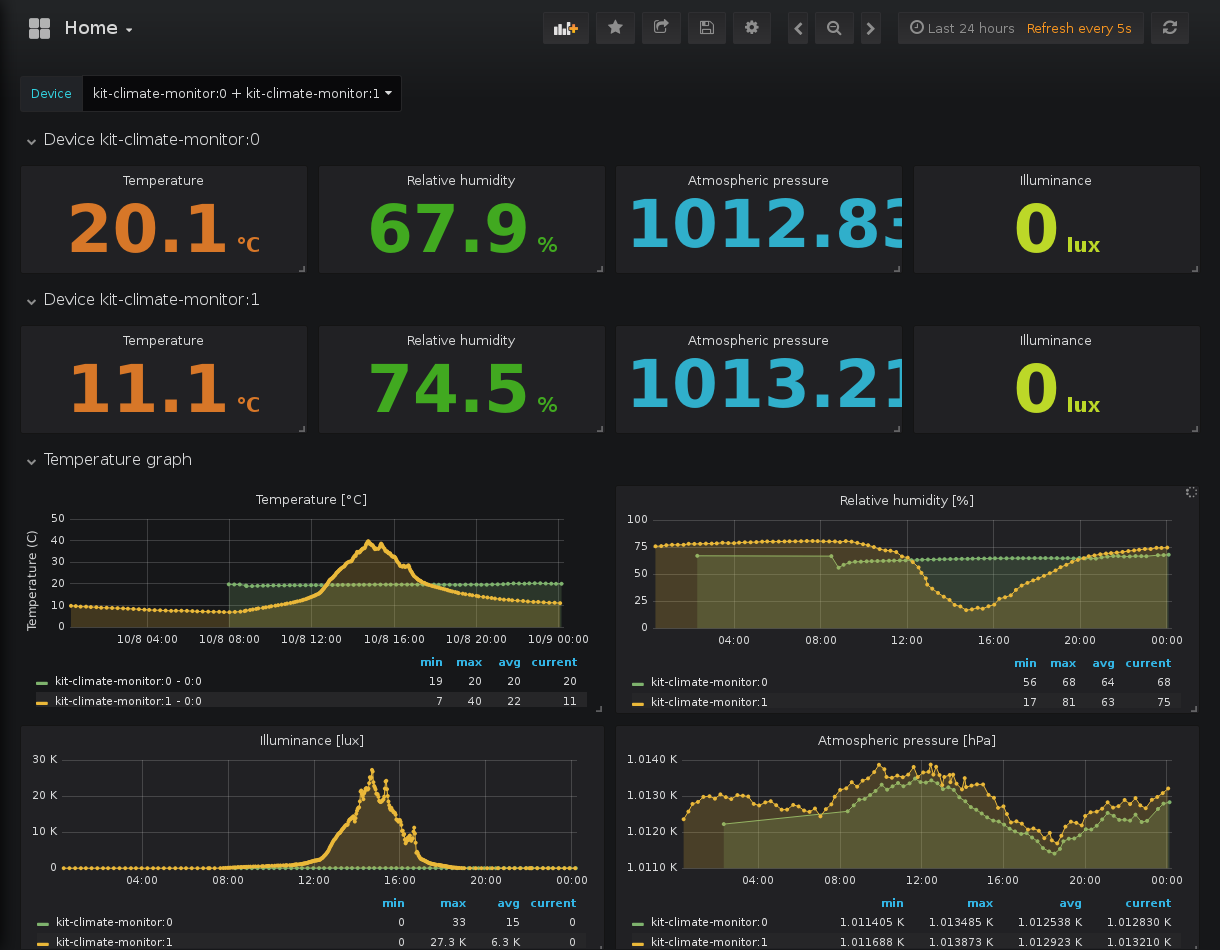 Home
Last 24 hours Refresh every 5s
Device kit-climate-monitor:0 + kit-climate-monitor:1
Device kit-climate-monitor:0
Temperature Relative humidity Atmospheric pressure Illuminance
20.1 °C 67.9 % 1012.83 0 lux
Device kit-climate-monitor:1
Temperature Relative humidity Atmospheric pressure Illuminance
11.1 °C 74.5 % 1013.21 0 lux
Temperature graph
Temperature [°C]
Temperature (C)
50
40
30
20
10
0
10/8 04:00 10/8 08:00 10/8 12:00 10/8 16:00 10/8 20:00 10/9 00:00
min max avg current
kit-climate-monitor:0 - 0:0 19 20 20 20
kit-climate-monitor:1 - 0:0 7 40 22 11
Relative humidity [%]
100
75
50
25
0
04:00 08:00 12:00 16:00 20:00 00:00
min max avg current
kit-climate-monitor:0 56 68 64 68
kit-climate-monitor:1 17 81 63 75
Illuminance [lux]
30 K
20 K
10 K
0
04:00 08:00 12:00 16:00 20:00 00:00
min max avg current
kit-climate-monitor:0 0 33 15 0
kit-climate-monitor:1 0 27.3 K 6.3 K 0
Atmospheric pressure [hPa]
1.0140 K
1.0130 K
1.0120 K
1.0110 K
04:00 08:00 12:00 16:00 20:00 00:00
min max avg current
kit-climate-monitor:0 1.011405 K 1.013485 K 1.012538 K 1.012830 K
kit-climate-monitor:1 1.011688 K 1.013873 K 1.012923 K 1.013210 K